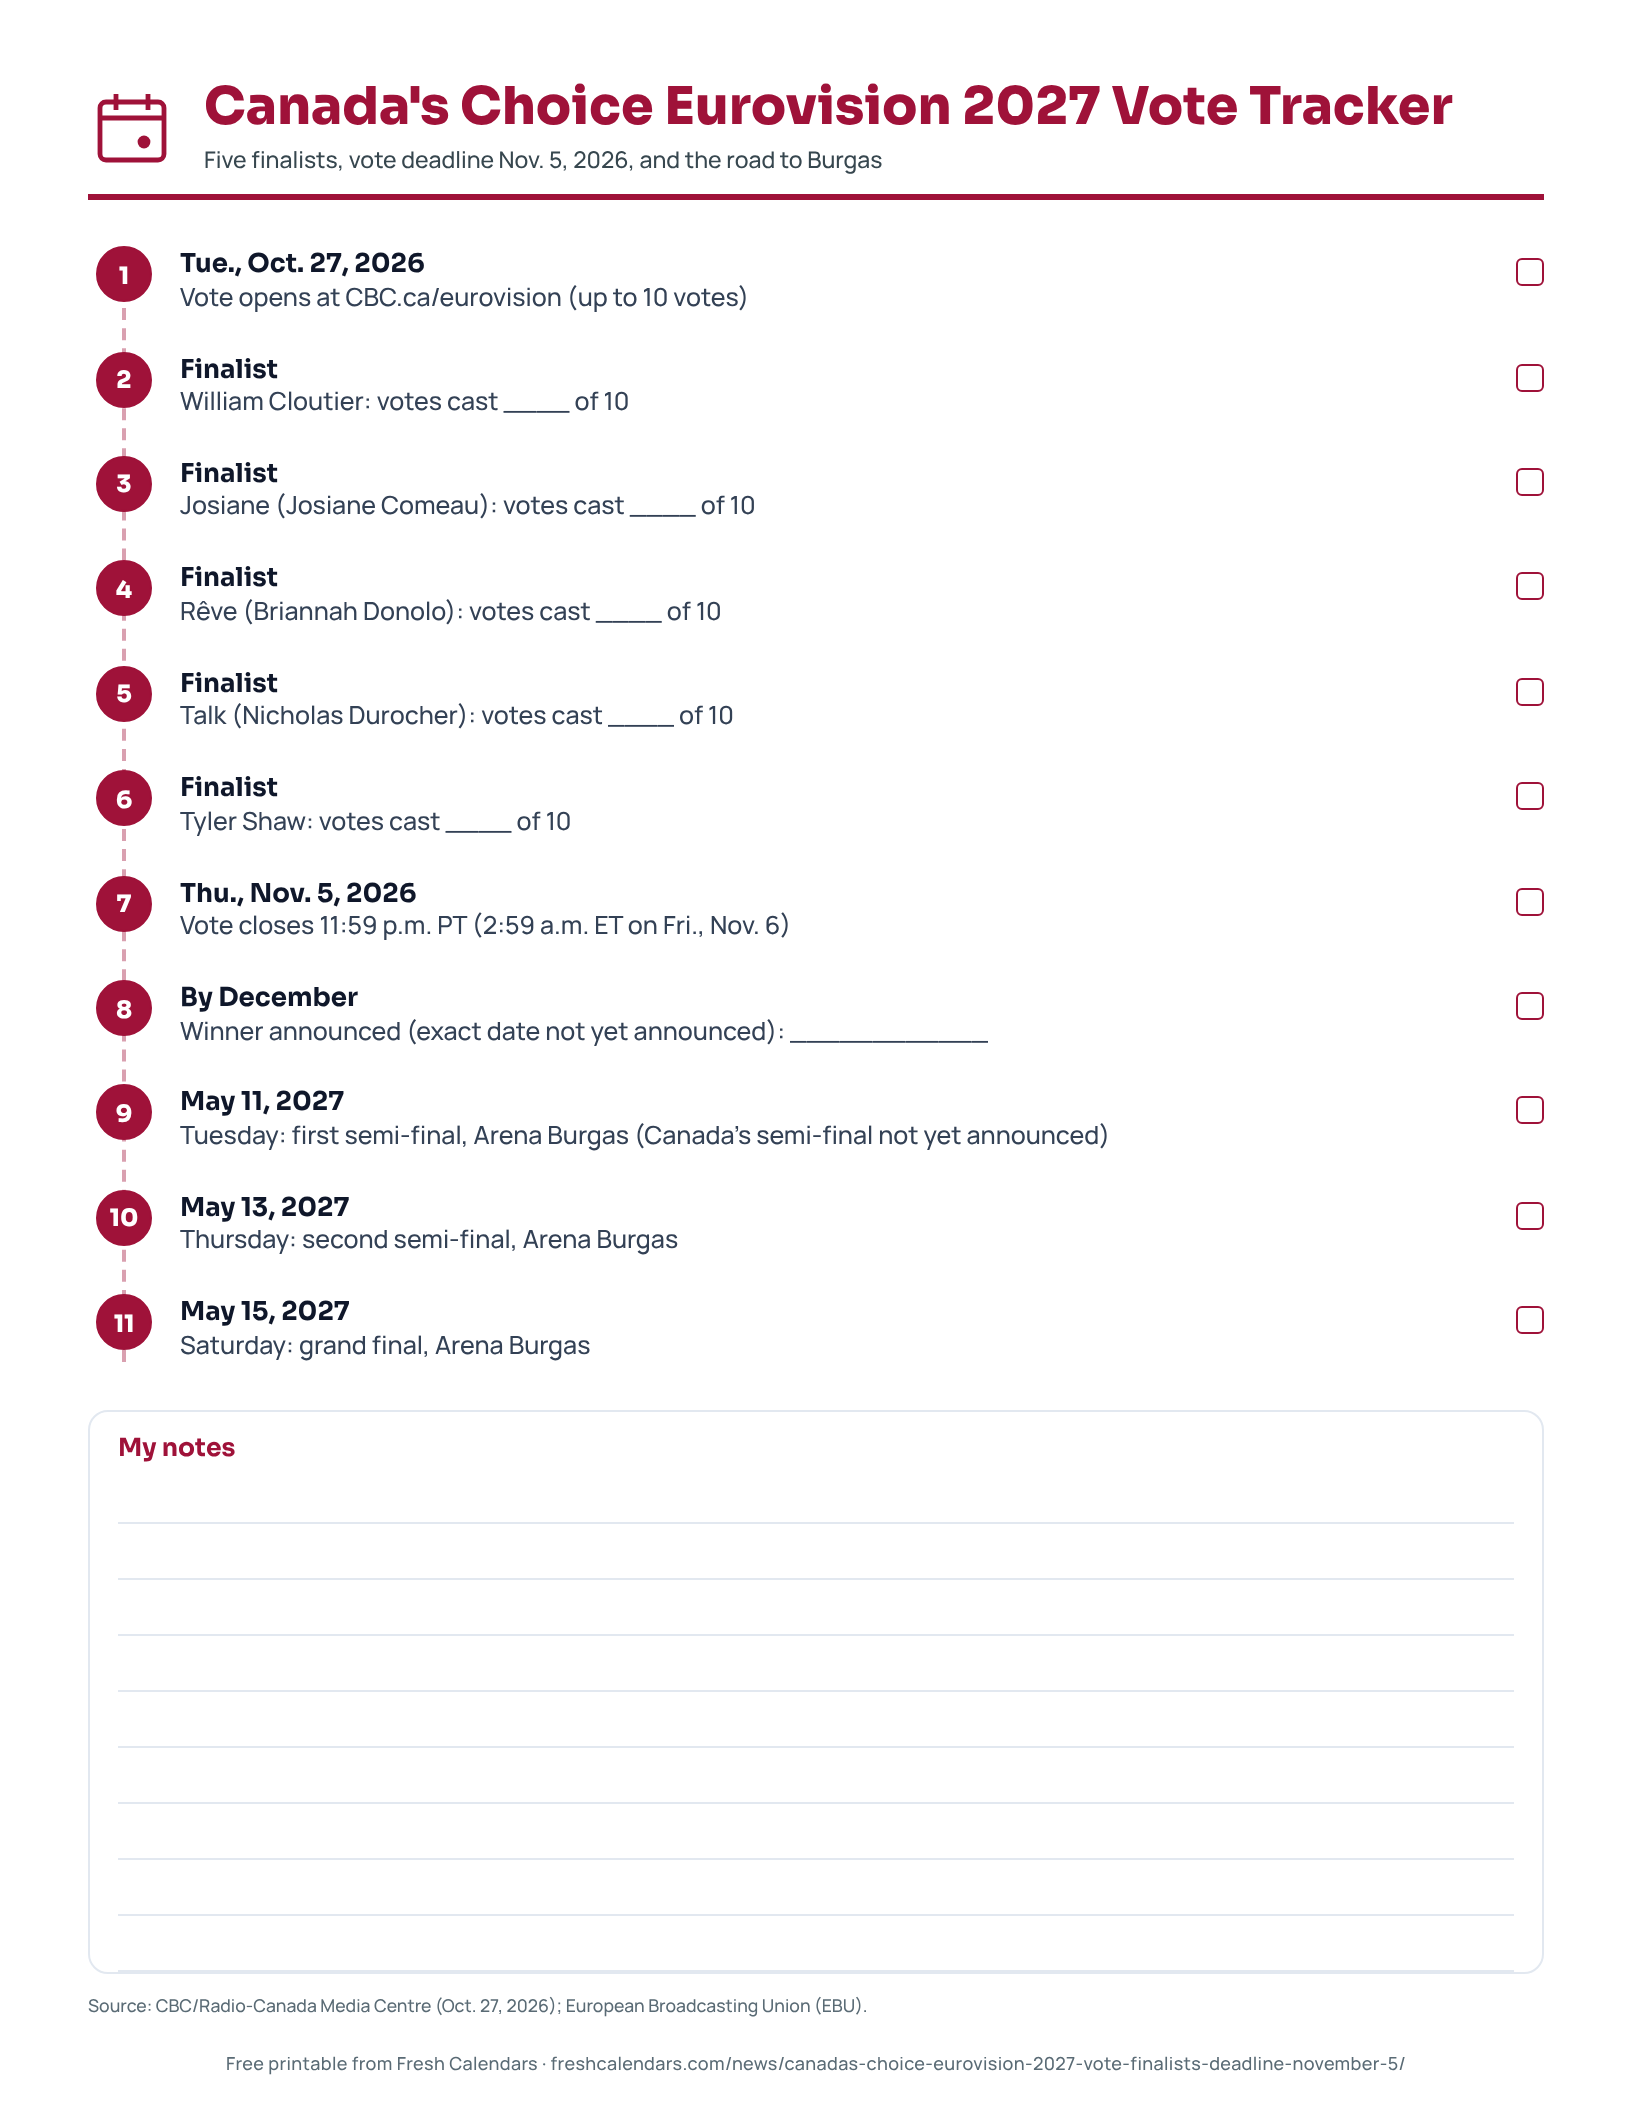 Canada's Choice Eurovision 2027 Vote Tracker
Five finalists, vote deadline Nov. 5, 2026, and the road to Burgas
1
Tue., Oct. 27, 2026
Vote opens at CBC.ca/eurovision (up to 10 votes)
2
Finalist
William Cloutier: votes cast ____ of 10
3
Finalist
Josiane (Josiane Comeau): votes cast ____ of 10
4
Finalist
Rêve (Briannah Donolo): votes cast ____ of 10
5
Finalist
Talk (Nicholas Durocher): votes cast ____ of 10
6
Finalist
Tyler Shaw: votes cast ____ of 10
7
Thu., Nov. 5, 2026
Vote closes 11:59 p.m. PT (2:59 a.m. ET on Fri., Nov. 6)
8
By December
Winner announced (exact date not yet announced): ____________
9
May 11, 2027
Tuesday: first semi-final, Arena Burgas (Canada’s semi-final not yet announced)
10
May 13, 2027
Thursday: second semi-final, Arena Burgas
11
May 15, 2027
Saturday: grand final, Arena Burgas
My notes
Source: CBC/Radio-Canada Media Centre (Oct. 27, 2026); European Broadcasting Union (EBU).
Free printable from Fresh Calendars · freshcalendars.com/news/canadas-choice-eurovision-2027-vote-finalists-deadline-november-5/